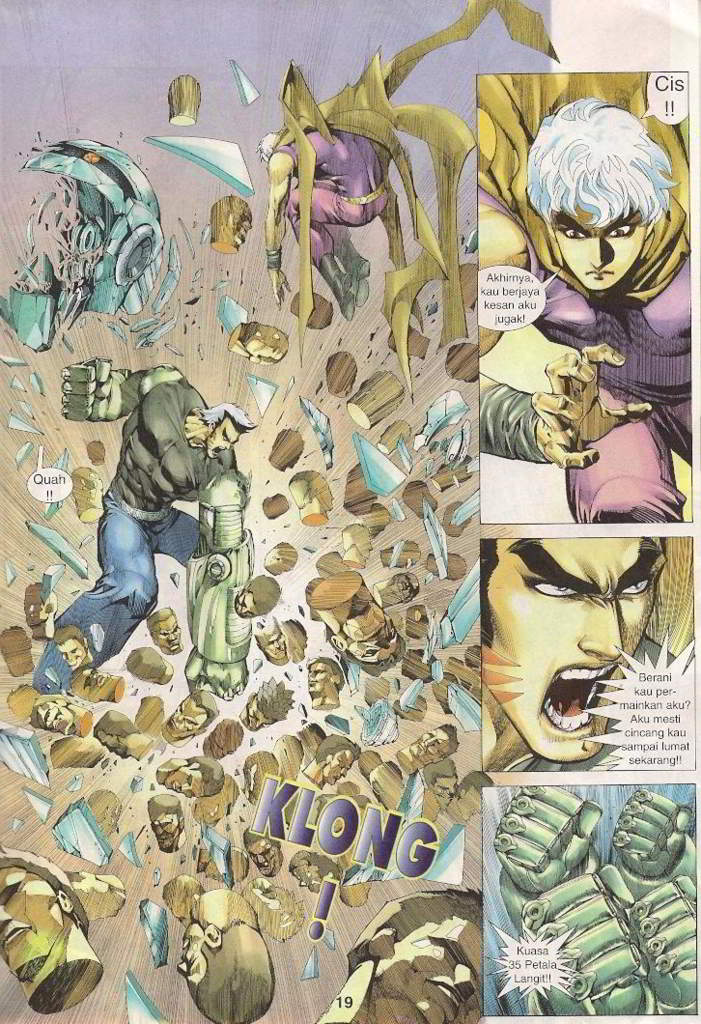 Quah
!!
KLONG
!
19
Cis
!!
Akhirnya,
kau berjaya
kesan aku
jugak!
Berani
kau per-
mainkan aku?
Aku mesti
cincang kau
sampai lumat
sekarang!!
Kuasa
35 Petala
Langit!!